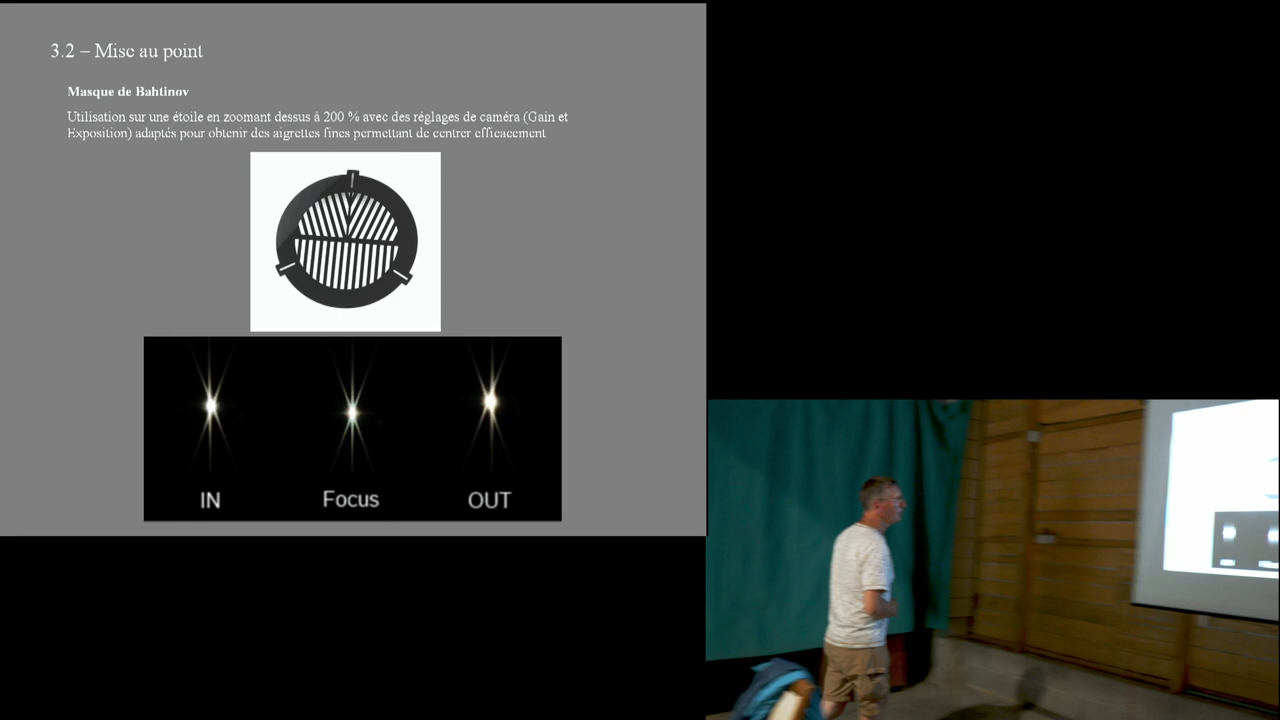 3.2 – Mise au point
Masque de Bahtinov
Utilisation sur une étoile en zoomant dessus à 200 % avec des réglages de caméra (Gain et
Exposition) adaptés pour obtenir des aigrettes fines permettant de centrer efficacement
IN Focus OUT